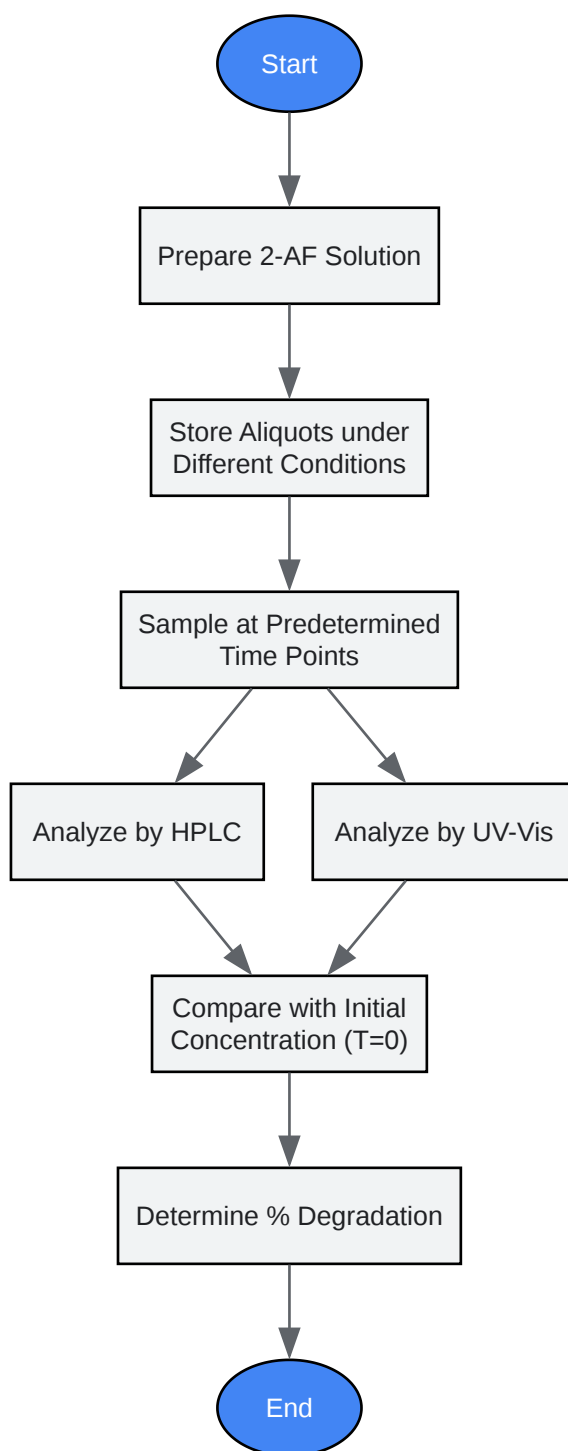 Start
Prepare 2-AF Solution
Store Aliquots under
Different Conditions
Sample at Predetermined
Time Points
Analyze by HPLC
Analyze by UV-Vis
Compare with Initial
Concentration (T=0)
Determine % Degradation
End